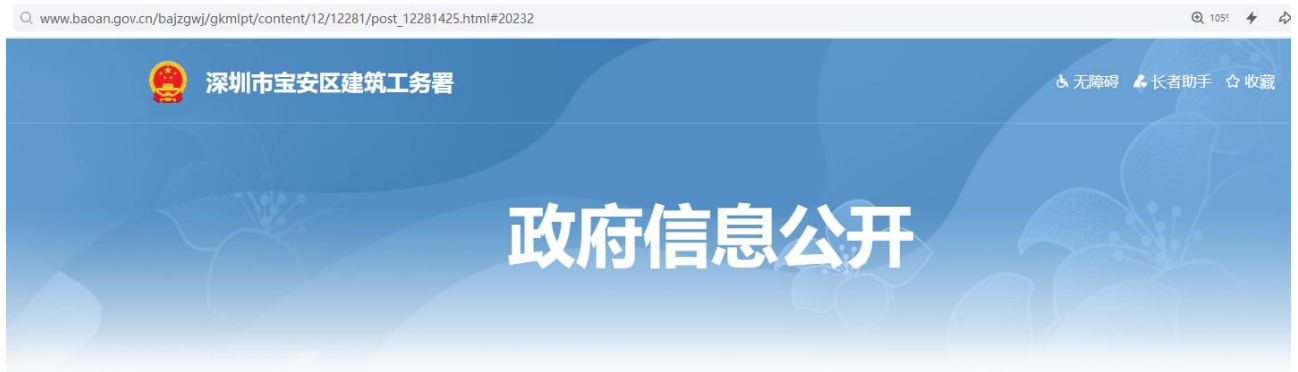 www.baoan.gov.cn/bajzgwj/gkmlpt/content/12/12281/post_12281425.html#20232
深圳市宝安区建筑工务署
无障碍 长者助手 收藏
政府信息公开